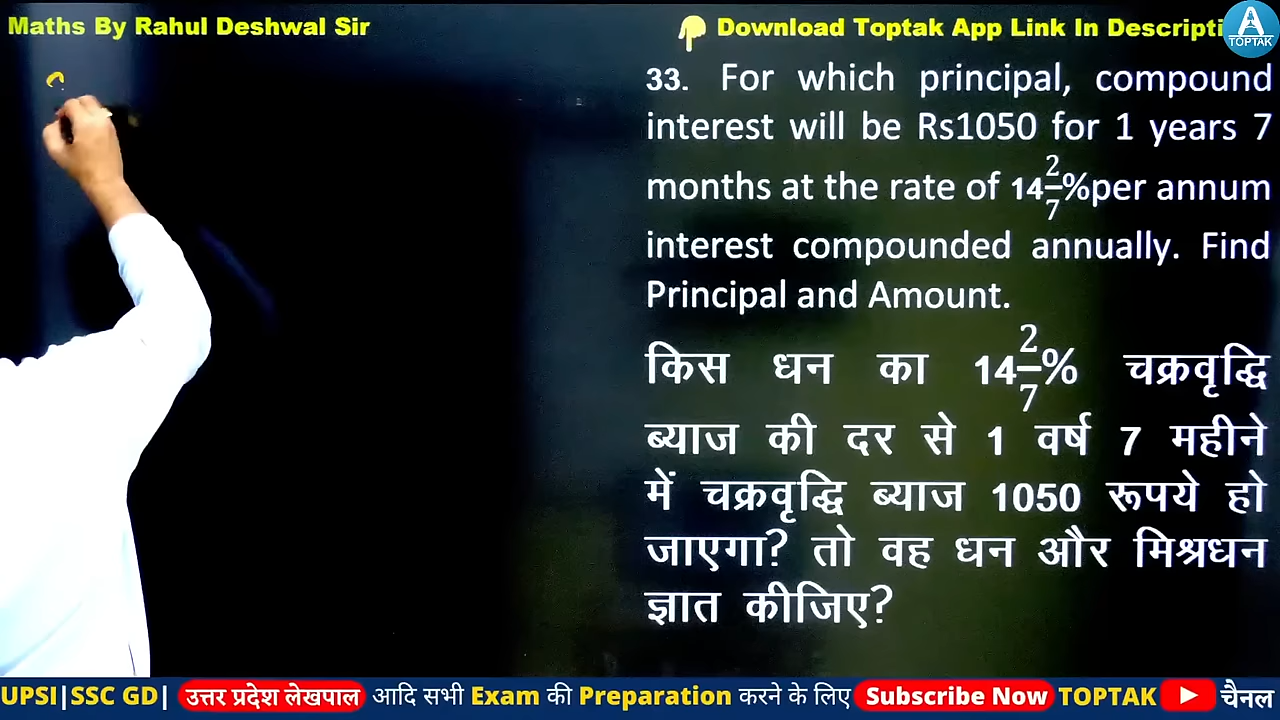 Maths By Rahul Deshwal Sir
Download Toptak App Link In Descripti
TOPTAK
33. For which principal, compound
interest will be Rs1050 for 1 years 7
months at the rate of 14 2/7 %per annum
interest compounded annually. Find
Principal and Amount.
किस धन का 14 2/7 % चक्रवृद्धि
ब्याज की दर से 1 वर्ष 7 महीने
में चक्रवृद्धि ब्याज 1050 रूपये हो
जाएगा? तो वह धन और मिश्रधन
ज्ञात कीजिए?
UPSI|SSC GD| उत्तर प्रदेश लेखपाल आदि सभी Exam की Preparation करने के लिए Subscribe Now TOPTAK चैनल